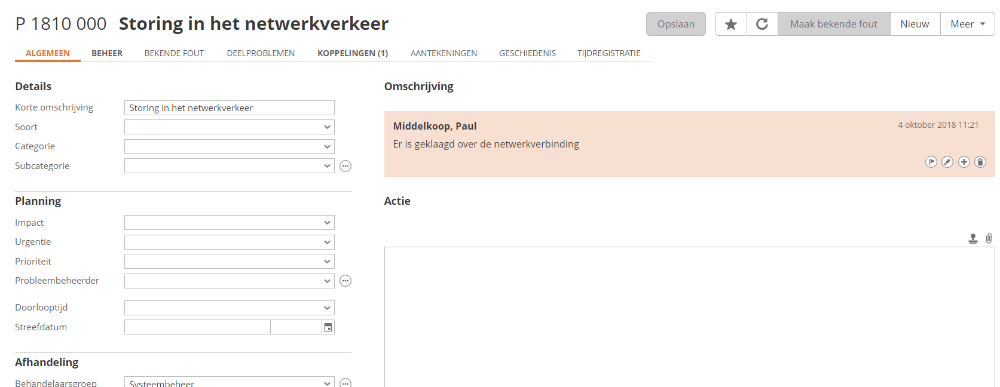 P 1810 000 Storing in het netwerkverkeer
Opslaan Maak bekende fout Nieuw Meer
ALGEMEEN BEHEER BEKENDE FOUT DEELPROBLEMEN KOPPELINGEN (1) AANTEKENINGEN GESCHIEDENIS TIJDREGISTRATIE
Details
Korte omschrijving Storing in het netwerkverkeer
Soort
Categorie
Subcategorie
Planning
Impact
Urgentie
Prioriteit
Probleembeheerder
Doorlooptijd
Streefdatum
Afhandeling
Behandelaarsgroep Systeembeheer
Omschrijving
Middelkoop, Paul 4 oktober 2018 11:21
Er is geklaagd over de netwerkverbinding
Actie